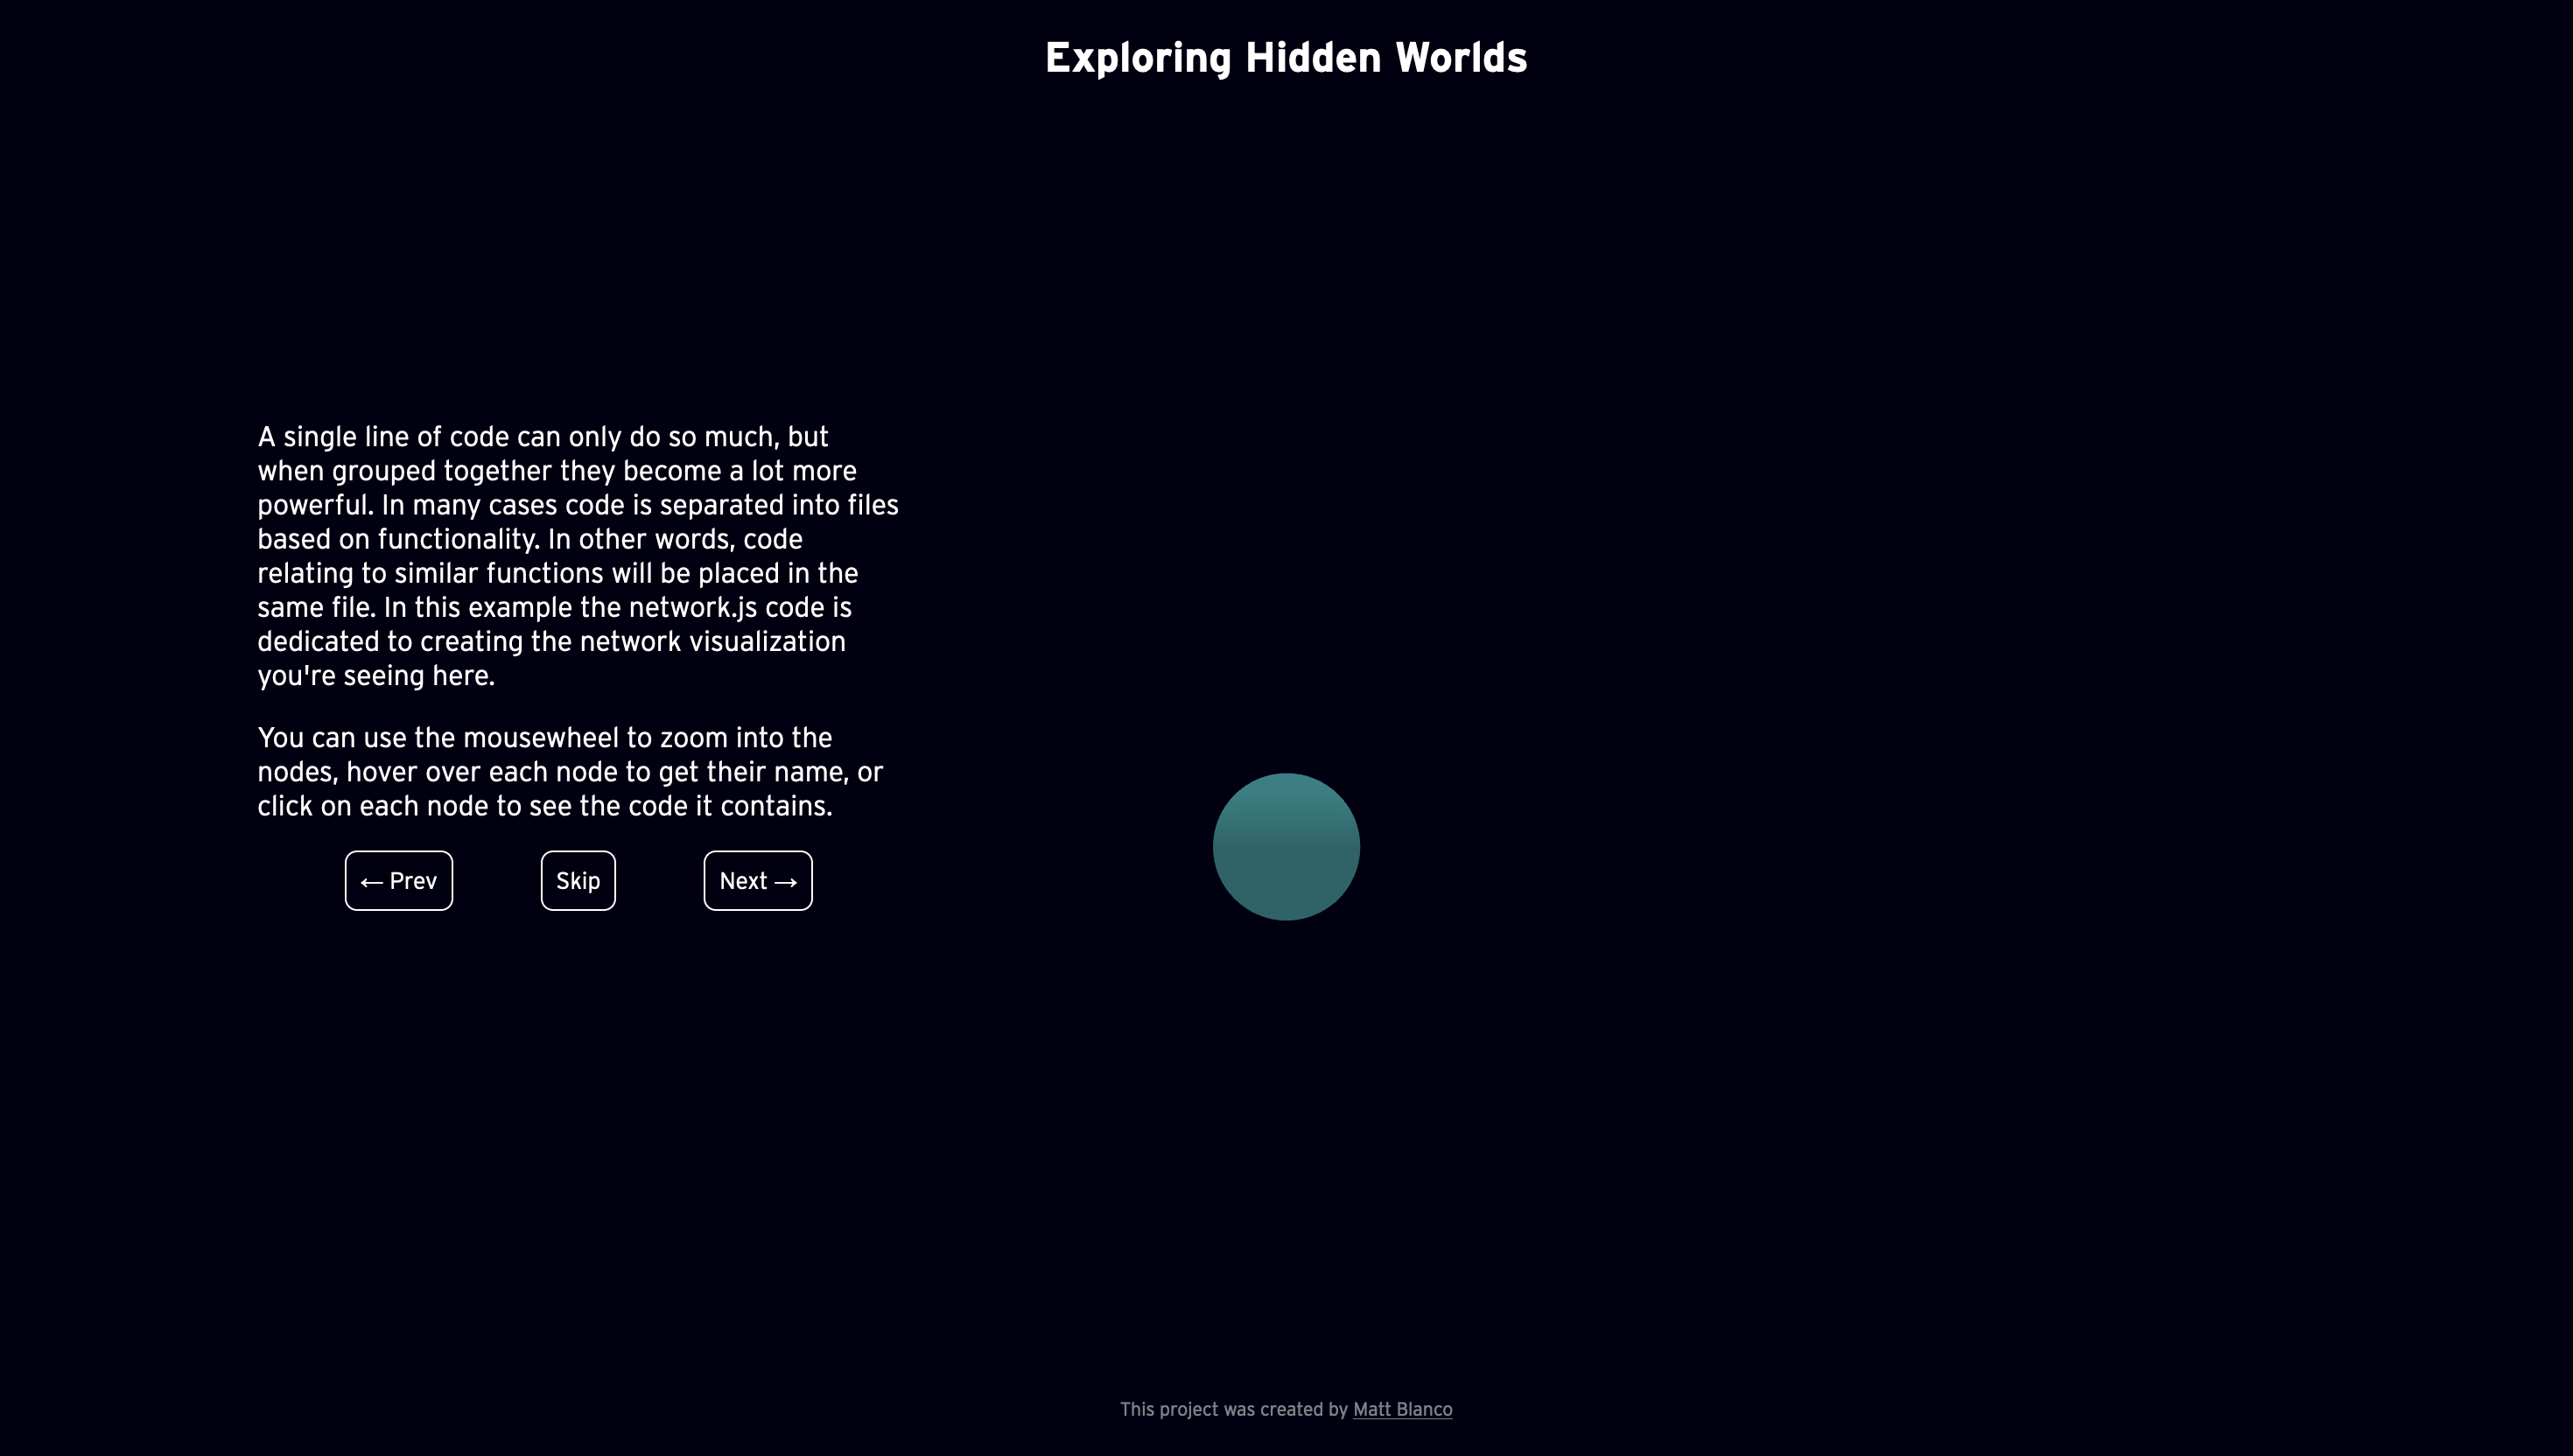 Exploring Hidden Worlds
A single line of code can only do so much, but
when grouped together they become a lot more
powerful. In many cases code is separated into files
based on functionality. In other words, code
relating to similar functions will be placed in the
same file. In this example the network.js code is
dedicated to creating the network visualization
you're seeing here.
You can use the mousewheel to zoom into the
nodes, hover over each node to get their name, or
click on each node to see the code it contains.
← Prev
Skip
Next →
This project was created by Matt Blanco